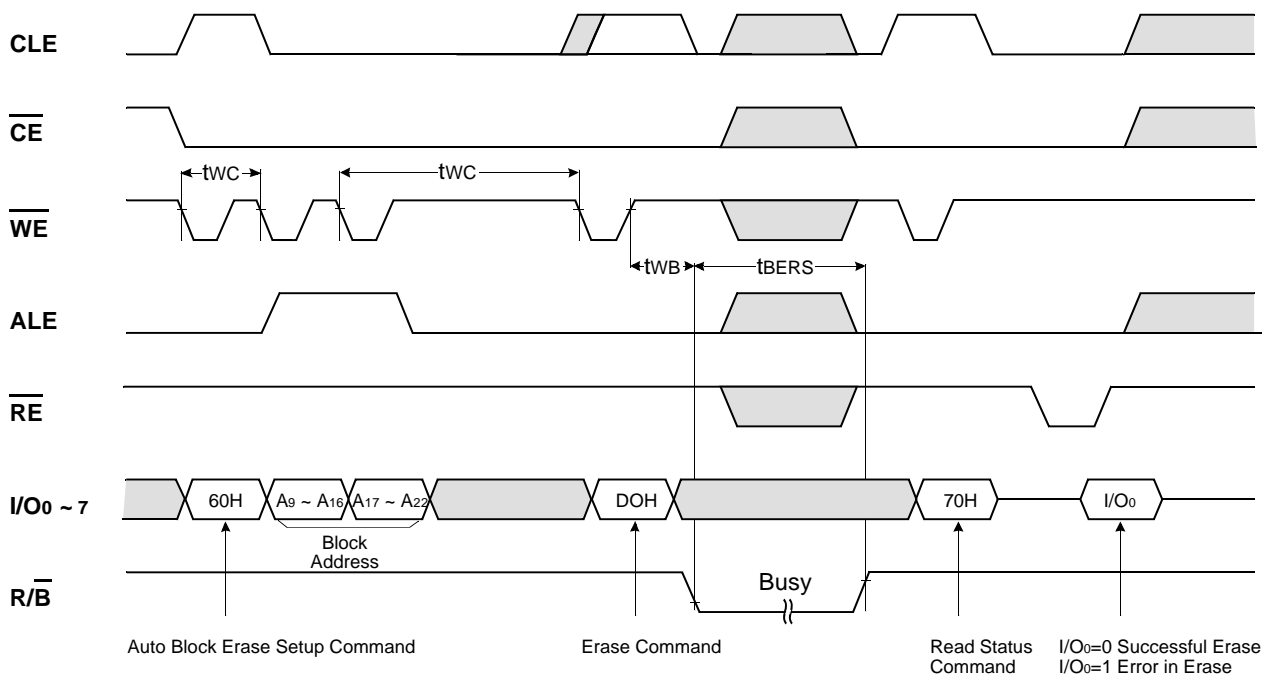 CLE
CE
tWC
tWC
WE
tWB
tBERS
ALE
RE
I/O0 ~ 7
60H
A9 ~ A16
A17 ~ A22
DOH
70H
I/O0
Block
Address
R/B
Busy
Auto Block Erase Setup Command
Erase Command
Read Status
Command
I/O0=0 Successful Erase
I/O0=1 Error in Erase